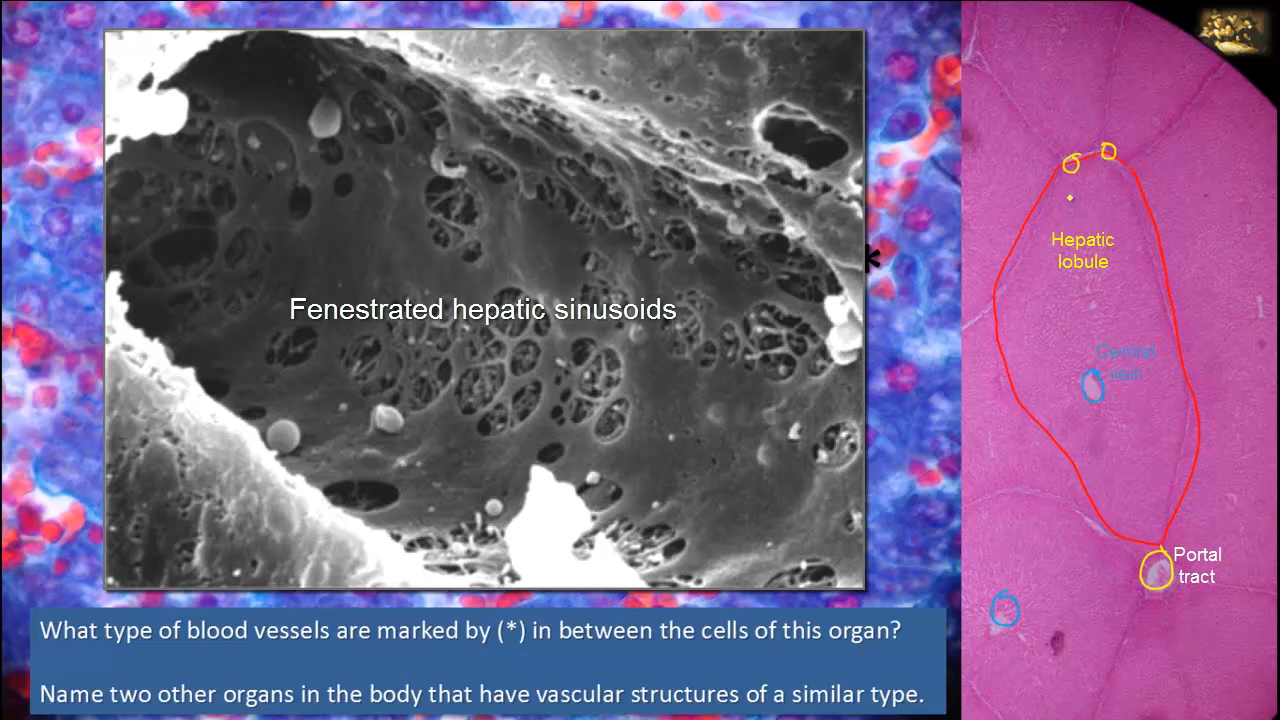 Fenestrated hepatic sinusoids
*
What type of blood vessels are marked by (*) in between the cells of this organ?
Name two other organs in the body that have vascular structures of a similar type.
Hepatic
lobule
Central
vein
Portal
tract